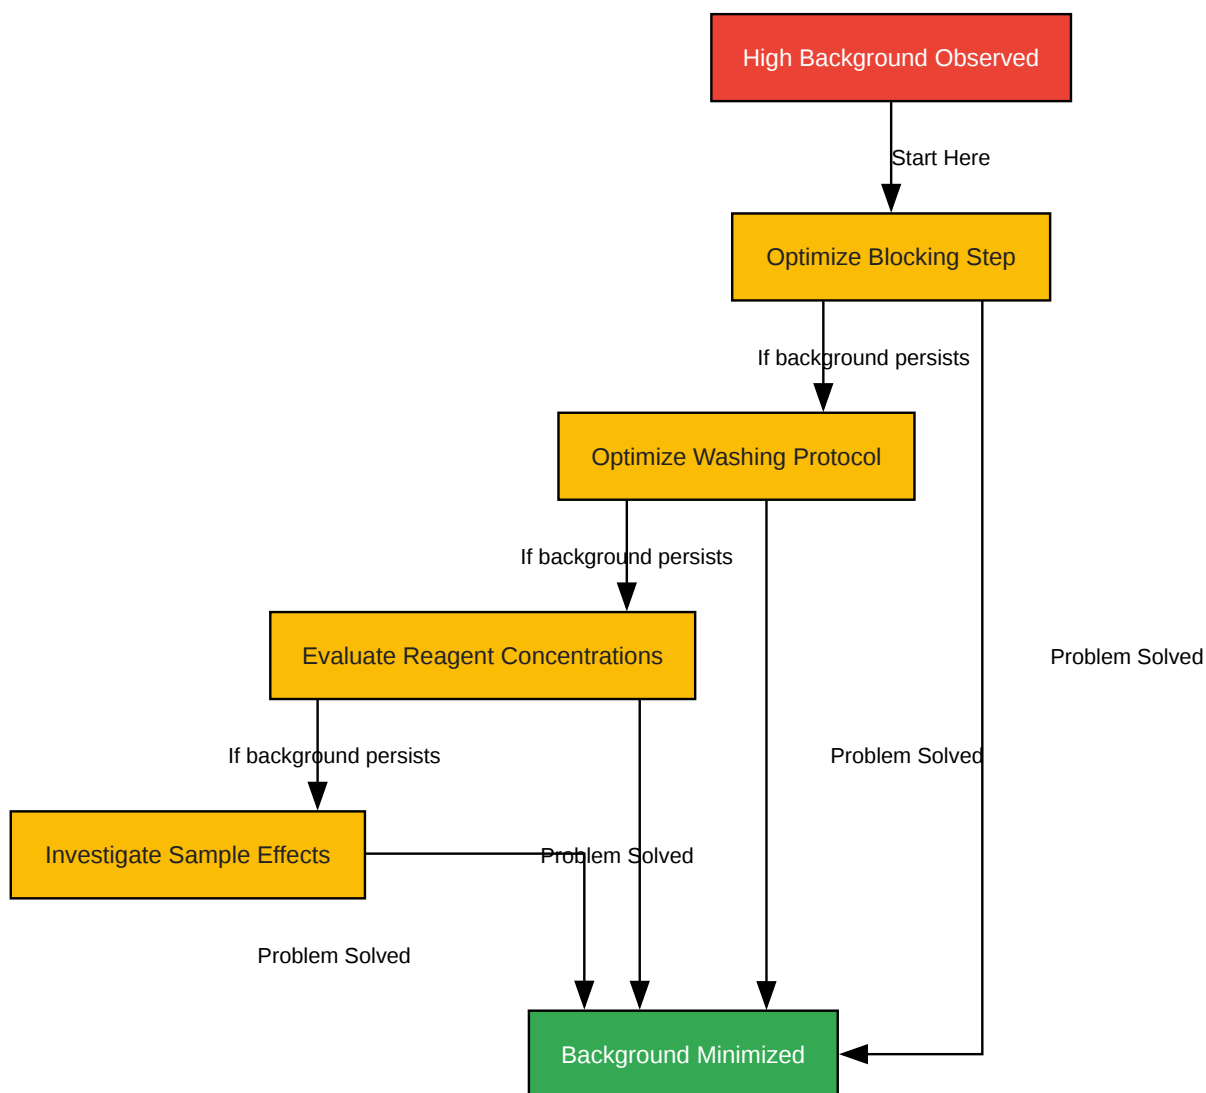 High Background Observed
Start Here
Optimize Blocking Step
If background persists
Optimize Washing Protocol
If background persists
Evaluate Reagent Concentrations
Problem Solved
If background persists
Problem Solved
Investigate Sample Effects
Problem Solved
Problem Solved
Background Minimized